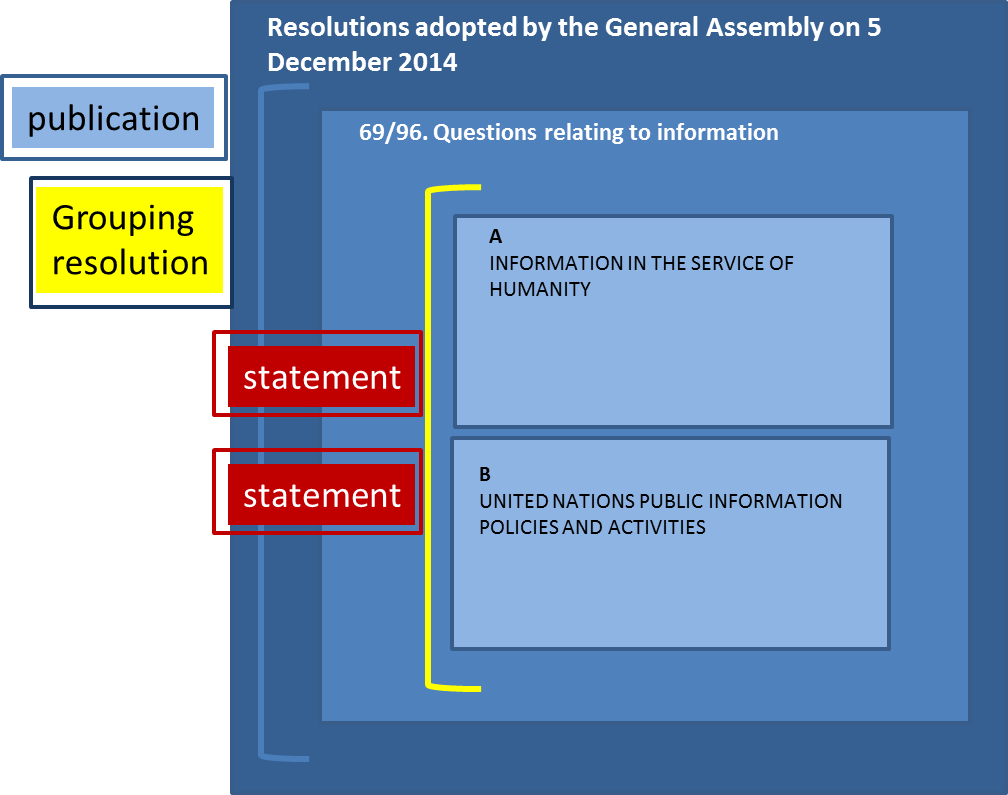 Resolutions adopted by the General Assembly on 5
December 2014
publication
69/96. Questions relating to information
Grouping
resolution
A
INFORMATION IN THE SERVICE OF
HUMANITY
statement
statement
B
UNITED NATIONS PUBLIC INFORMATION
POLICIES AND ACTIVITIES